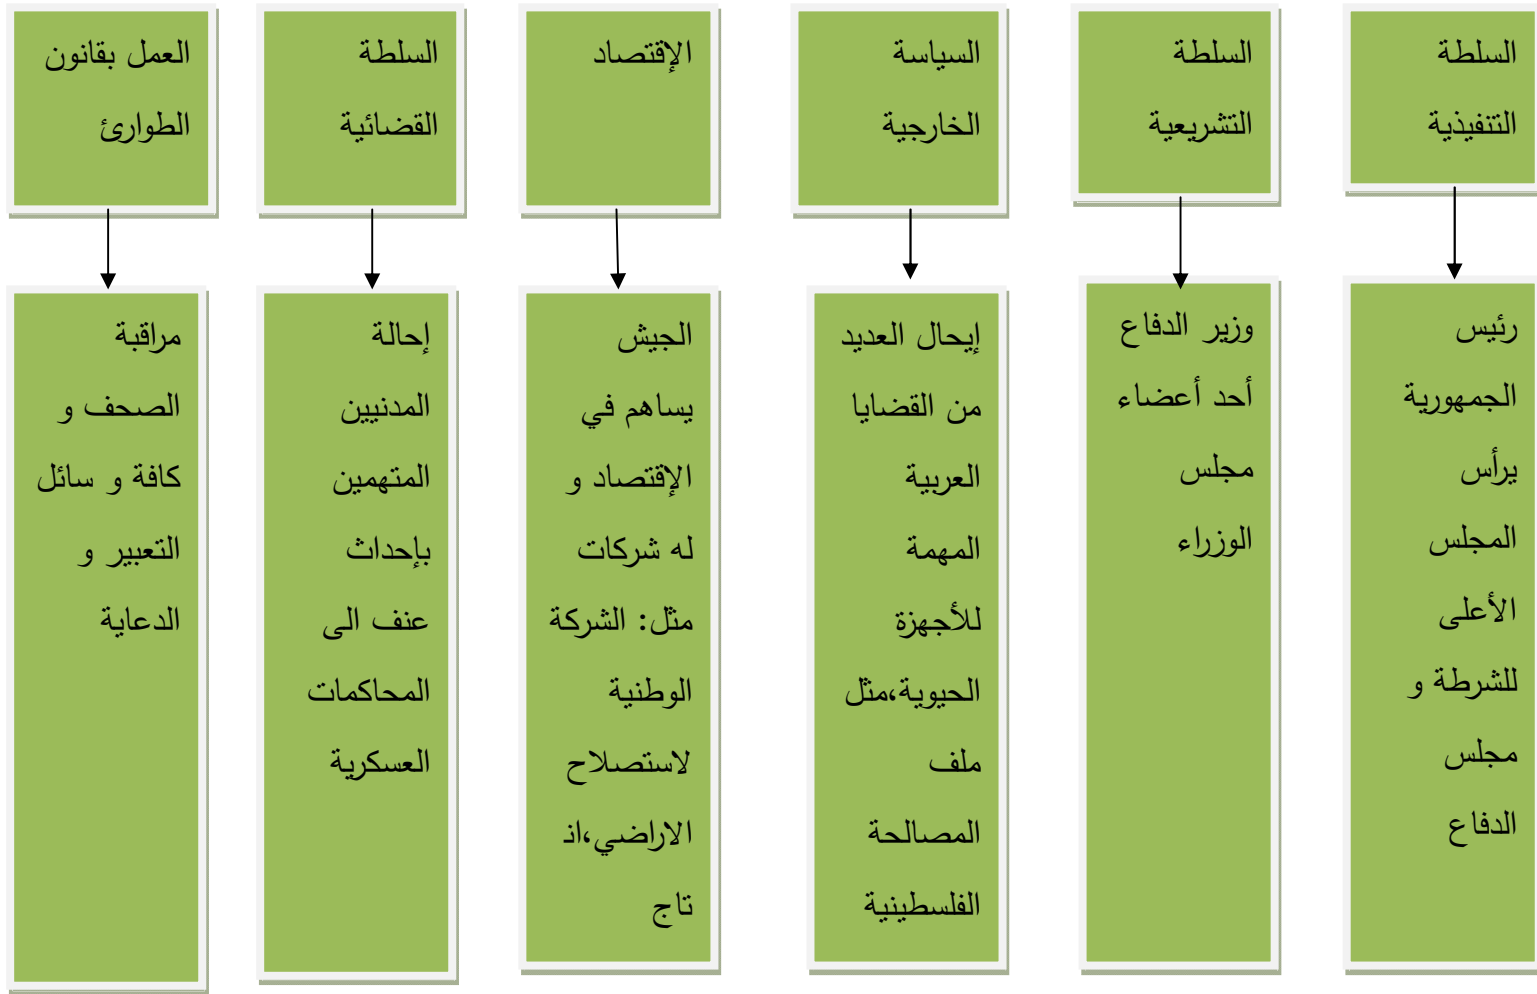 السلطة
التنفيذية
السلطة
التشريعية
السياسة
الخارجية
الإقتصاد
السلطة
القضائية
العمل بقانون
الطوارئ
رئيس
الجمهورية
يرأس
المجلس
الأعلى
للشرطة و
مجلس
الدفاع
وزير الدفاع
أحد أعضاء
مجلس
الوزراء
إيحال العديد
من القضايا
العربية
المهمة
للأجهزة
الحيوية،مثل
ملف
المصالحة
الفلسطينية
الجيش
يساهم في
الإقتصاد و
له شركات
مثل: الشركة
الوطنية
لاستصلاح
الاراضي،انـ
تاج
إحالة
المدنيين
المتهمين
بإحداث
عنف الى
المحاكمات
العسكرية
مراقبة
الصحف و
كافة و سائل
التعبير و
الدعاية